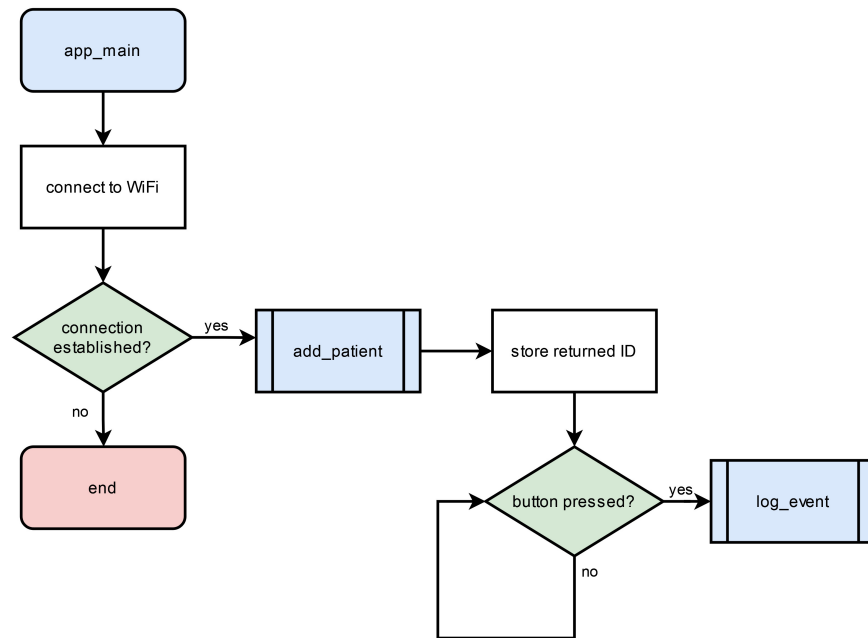 app_main
connect to WiFi
connection
established?
yes
add_patient
store returned ID
no
end
button pressed?
yes
log_event
no